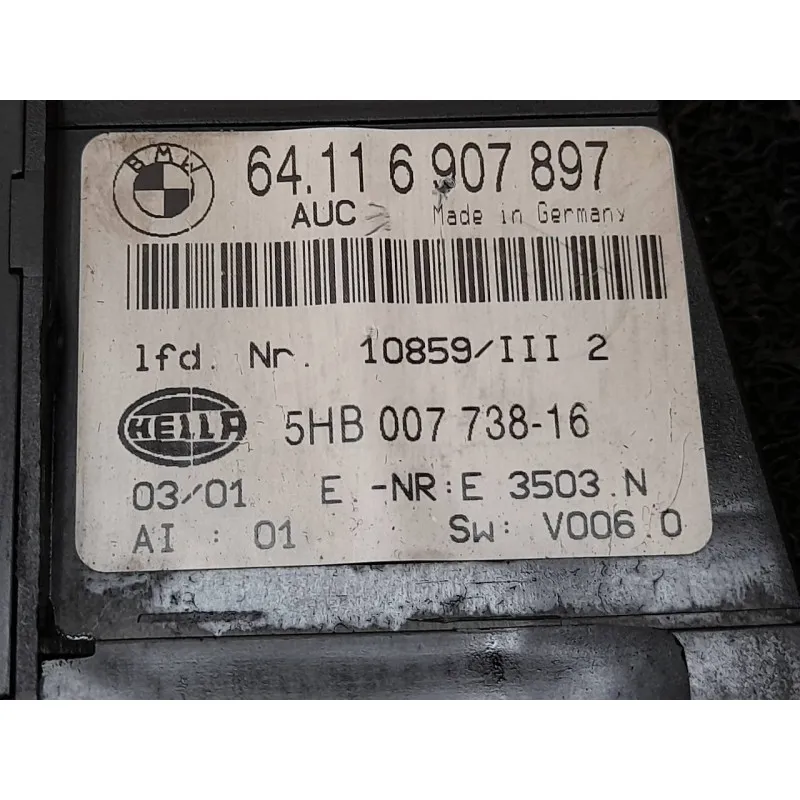 BMW
64.11 6 907 897
AUC Made in Germany
lfd. Nr. 10859/III 2
HELLA 5HB 007 738-16
03/01 E -NR:E 3503.N
AI : 01 Sw: V006.0